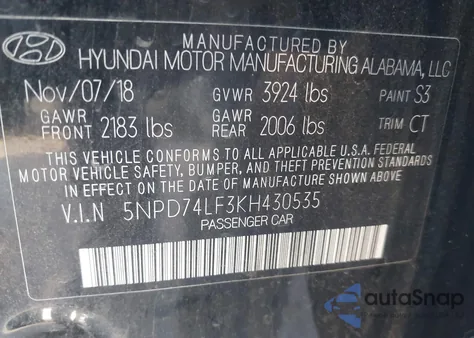 MANUFACTURED BY
HYUNDAI MOTOR MANUFACTURING ALABAMA, LLC
Nov/07/18 GVWR 3924 lbs PAINT S3
GAWR FRONT 2183 lbs GAWR REAR 2006 lbs TRIM CT
THIS VEHICLE CONFORMS TO ALL APPLICABLE U.S.A. FEDERAL
MOTOR VEHICLE SAFETY, BUMPER, AND THEFT PREVENTION STANDARDS
IN EFFECT ON THE DATE OF MANUFACTURE SHOWN ABOVE.
V.I.N 5NPD74LF3KH430535
PASSENGER CAR
autoSnap